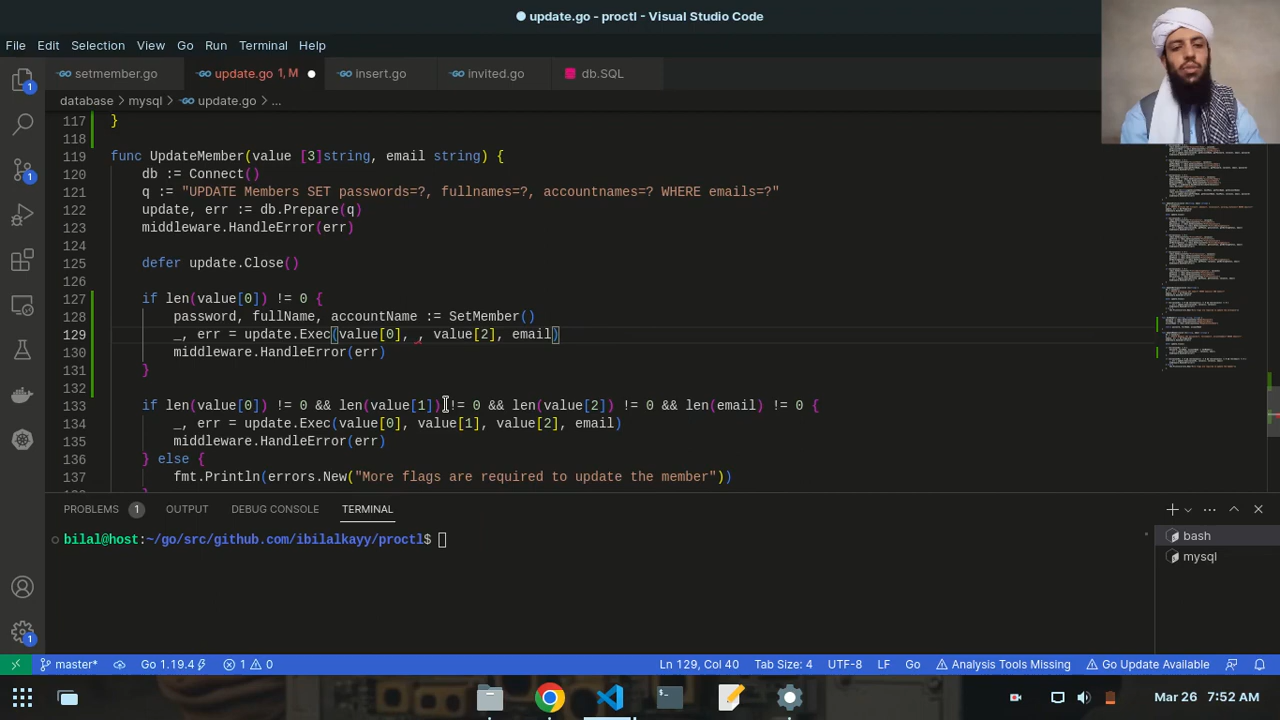 ● update.go - proctl - Visual Studio Code
File Edit Selection View Go Run Terminal Help
setmember.go update.go 1, M ● insert.go invited.go db.SQL
database > mysql > update.go > ...
117 }
118
119 func UpdateMember(value [3]string, email string) {
120 db := Connect()
121 q := "UPDATE Members SET passwords=?, fullnames=?, accountnames=? WHERE emails=?"
122 update, err := db.Prepare(q)
123 middleware.HandleError(err)
124
125 defer update.Close()
126
127 if len(value[0]) != 0 {
128 password, fullName, accountName := SetMember()
129 _, err = update.Exec(value[0], , value[2], email)
130 middleware.HandleError(err)
131 }
132
133 if len(value[0]) != 0 && len(value[1]) != 0 && len(value[2]) != 0 && len(email) != 0 {
134 _, err = update.Exec(value[0], value[1], value[2], email)
135 middleware.HandleError(err)
136 } else {
137 fmt.Println(errors.New("More flags are required to update the member"))
PROBLEMS 1 OUTPUT DEBUG CONSOLE TERMINAL
bilal@host:~/go/src/github.com/ibilalkayy/proctl$
bash
mysql
master* Go 1.19.4 1 0 Ln 129, Col 40 Tab Size: 4 UTF-8 LF Go Analysis Tools Missing Go Update Available
Mar 26 7:52 AM